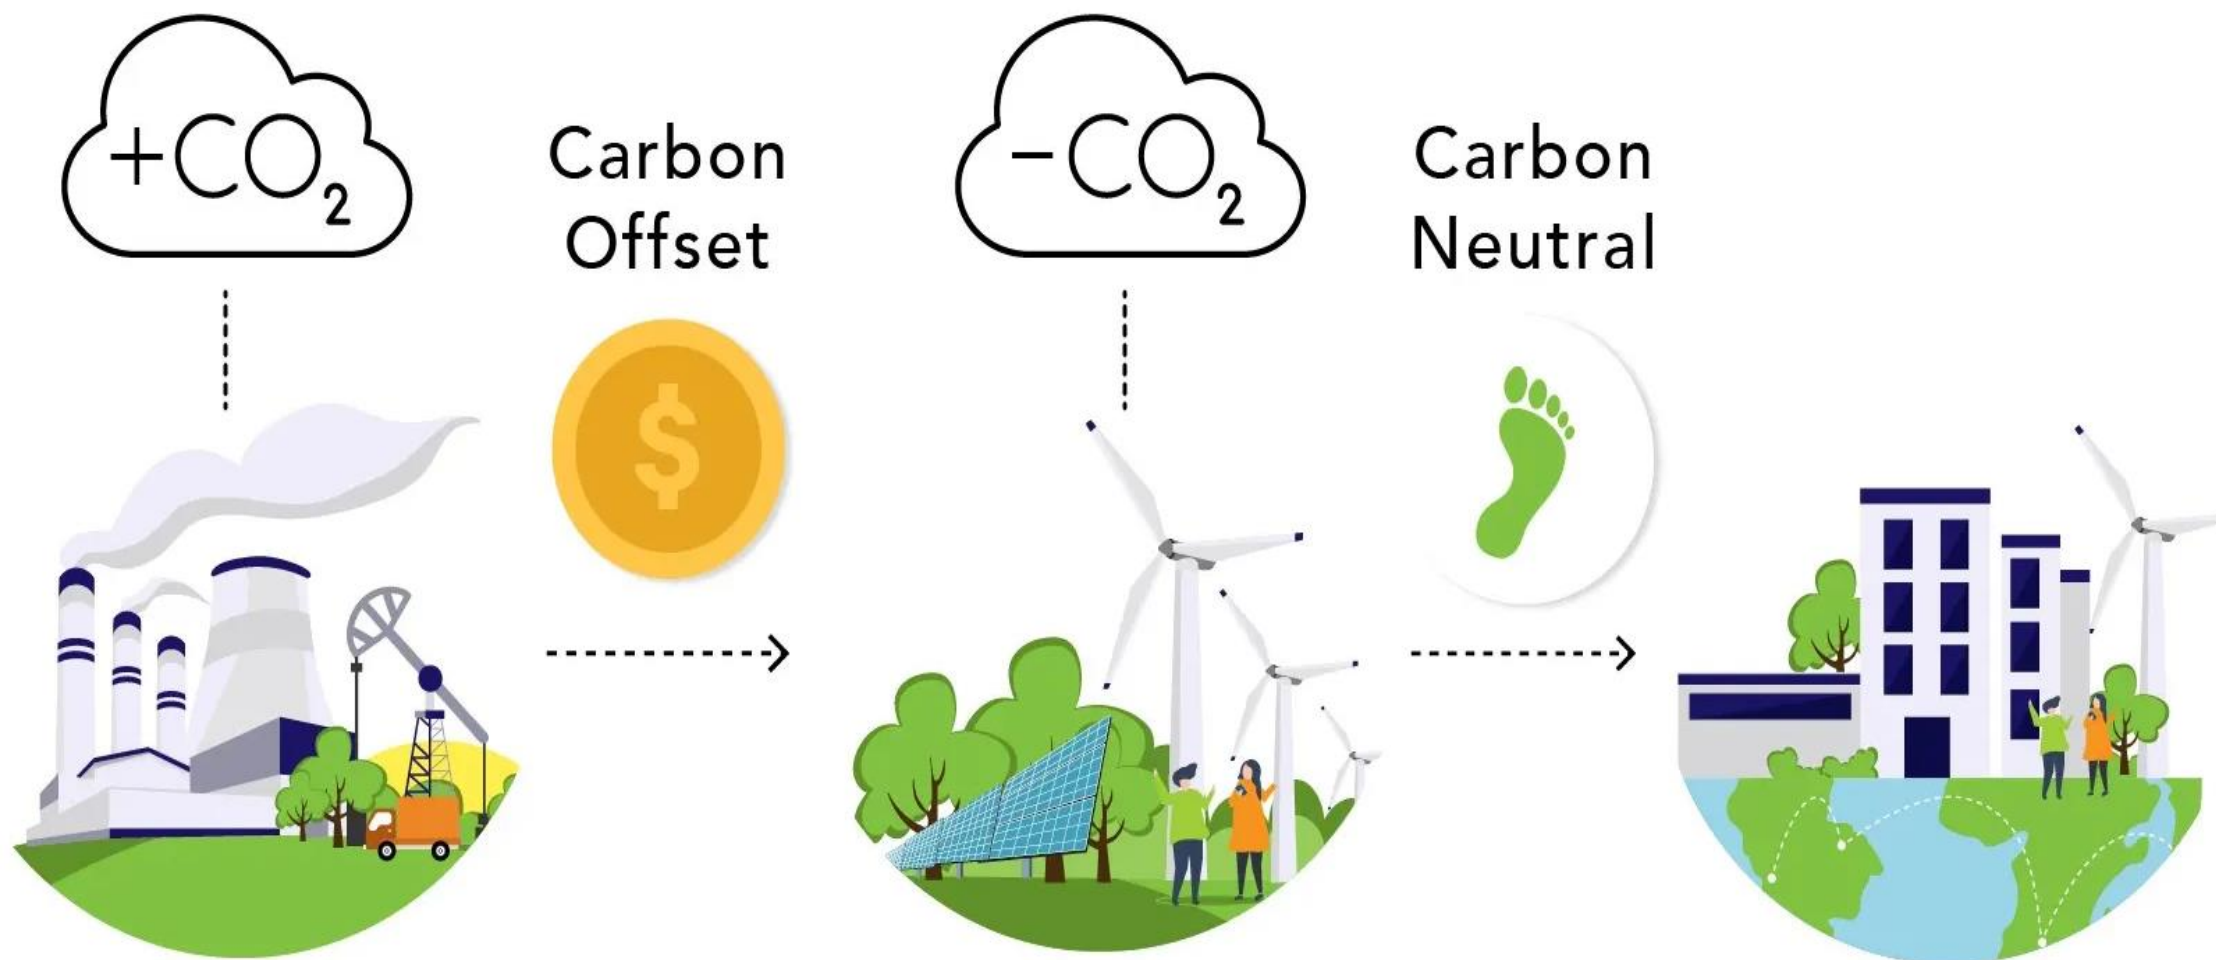 +CO₂
Carbon
Offset
$
−CO₂
Carbon
Neutral